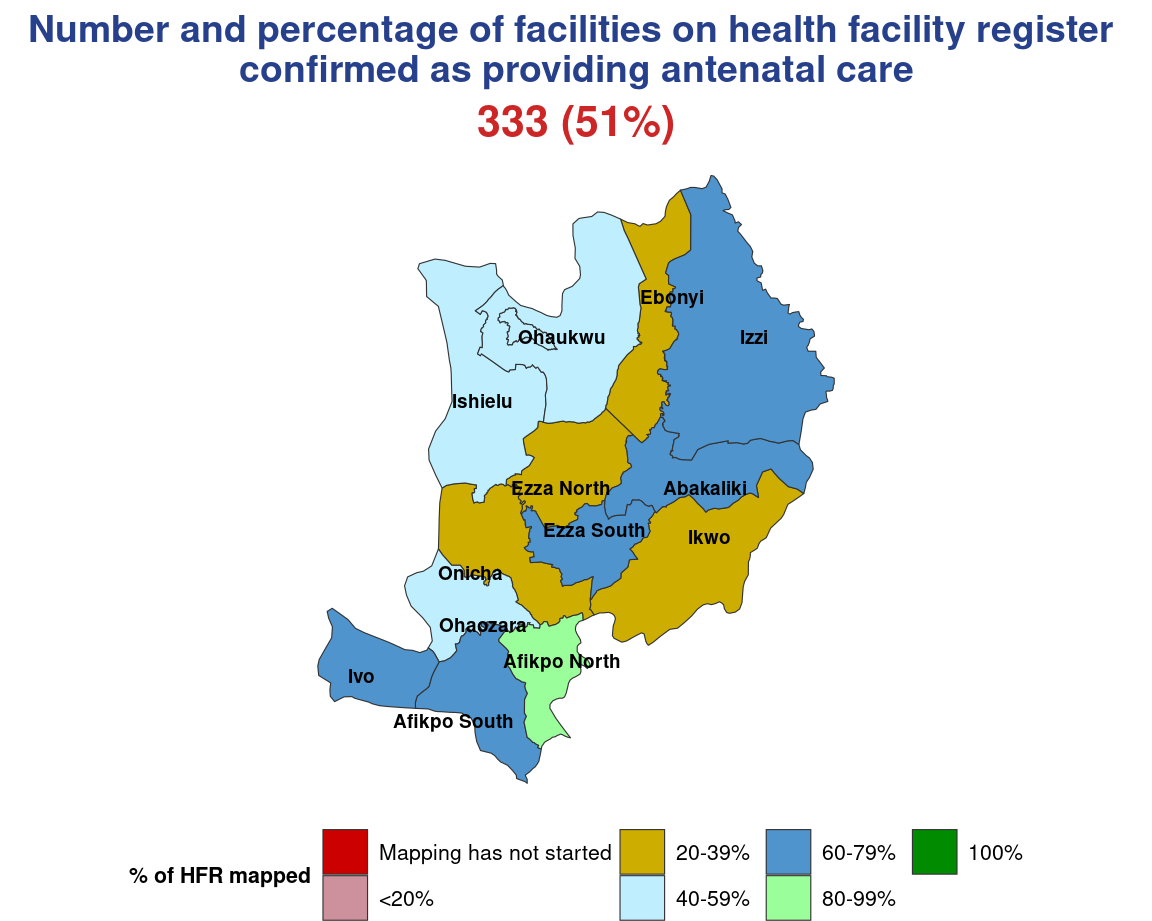 Number and percentage of facilities on health facility register
confirmed as providing antenatal care
333 (51%)
Ebonyi
Ohaukwu
Izzi
Ishielu
Ezza North
Abakaliki
Ezza South
Ikwo
Onicha
Ohaozara
Afikpo North
Ivo
Afikpo South
% of HFR mapped
Mapping has not started
<20%
20-39%
40-59%
60-79%
80-99%
100%